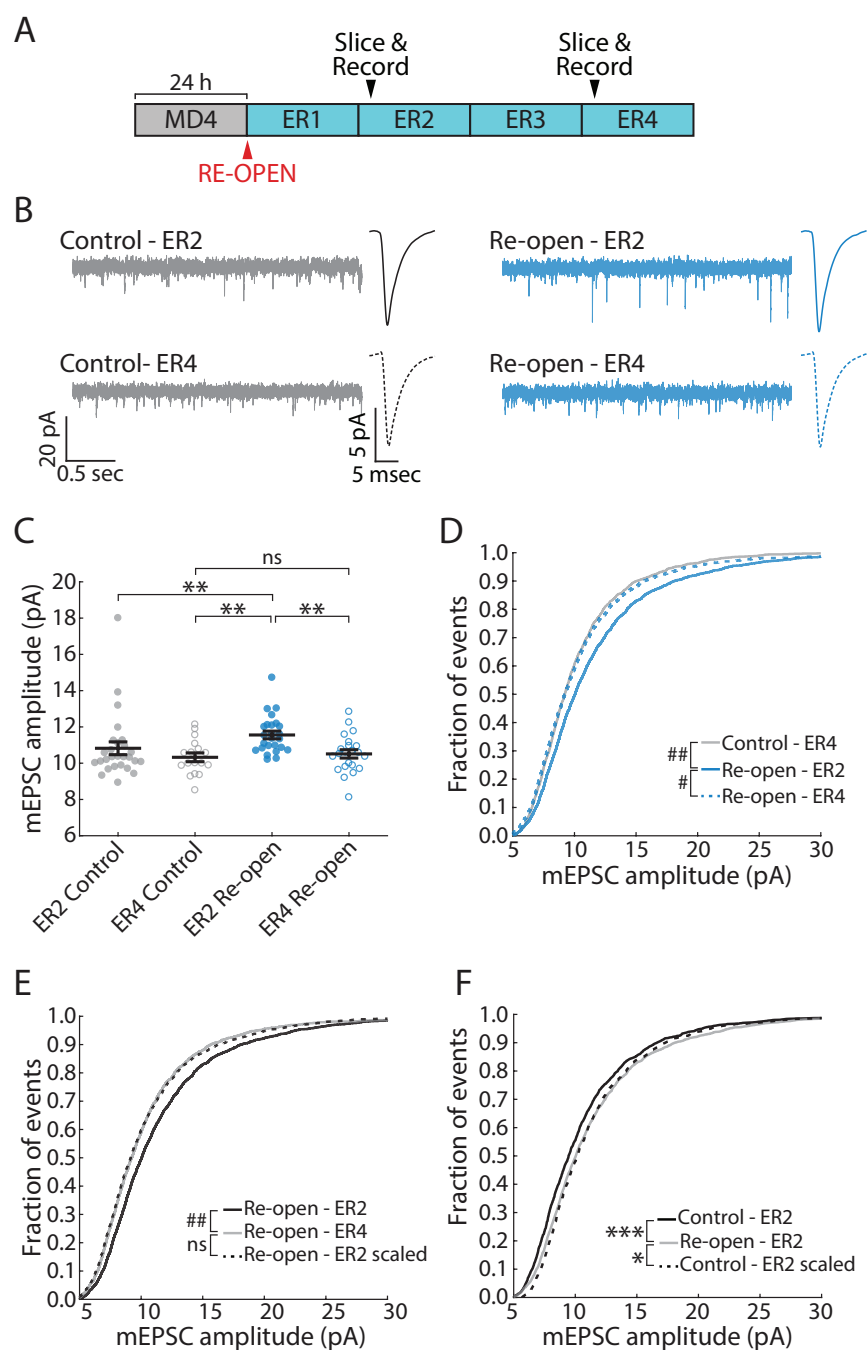 A
Slice &
Record
Slice &
Record
24 h
MD4
ER1
ER2
ER3
ER4
RE-OPEN
B
Control - ER2
Re-open - ER2
Control- ER4
Re-open - ER4
20 pA
0.5 sec
5 pA
5 msec
C
mEPSC amplitude (pA)
20
18
16
14
12
10
8
6
ns
**
**
**
ER2 Control
ER4 Control
ER2 Re-open
ER4 Re-open
D
Fraction of events
1.0
0.9
0.8
0.7
0.6
0.5
0.4
0.3
0.2
0.1
0.0
##
#
Control - ER4
Re-open - ER2
Re-open - ER4
5
10
15
20
25
30
mEPSC amplitude (pA)
E
Fraction of events
1.0
0.9
0.8
0.7
0.6
0.5
0.4
0.3
0.2
0.1
0.0
##
ns
Re-open - ER2
Re-open - ER4
Re-open - ER2 scaled
5
10
15
20
25
30
mEPSC amplitude (pA)
F
Fraction of events
1.0
0.9
0.8
0.7
0.6
0.5
0.4
0.3
0.2
0.1
0.0
***
*
Control - ER2
Re-open - ER2
Control - ER2 scaled
5
10
15
20
25
30
mEPSC amplitude (pA)